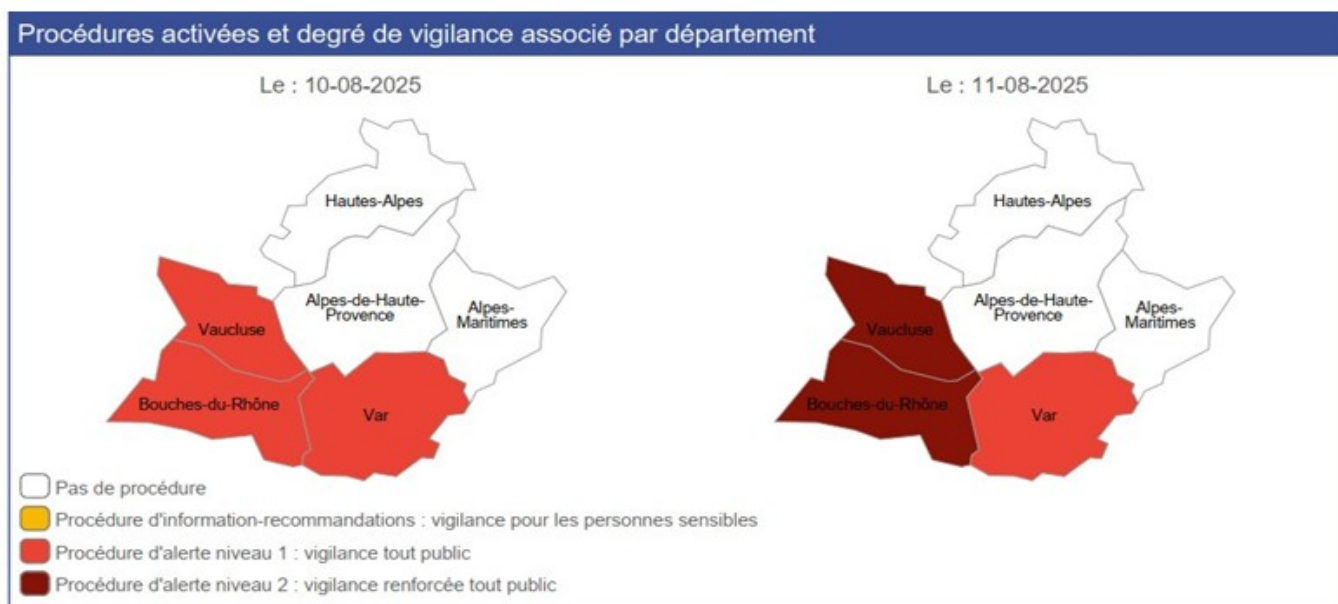 Procédures activées et degré de vigilance associé par département
Le : 10-08-2025
Hautes-Alpes
Alpes-de-Haute-
Provence
Alpes-
Maritimes
Vaucluse
Bouches-du-Rhône
Var
Le : 11-08-2025
Hautes-Alpes
Alpes-de-Haute-
Provence
Alpes-
Maritimes
Vaucluse
Bouches-du-Rhône
Var
Pas de procédure
Procédure d'information-recommandations : vigilance pour les personnes sensibles
Procédure d'alerte niveau 1 : vigilance tout public
Procédure d'alerte niveau 2 : vigilance renforcée tout public